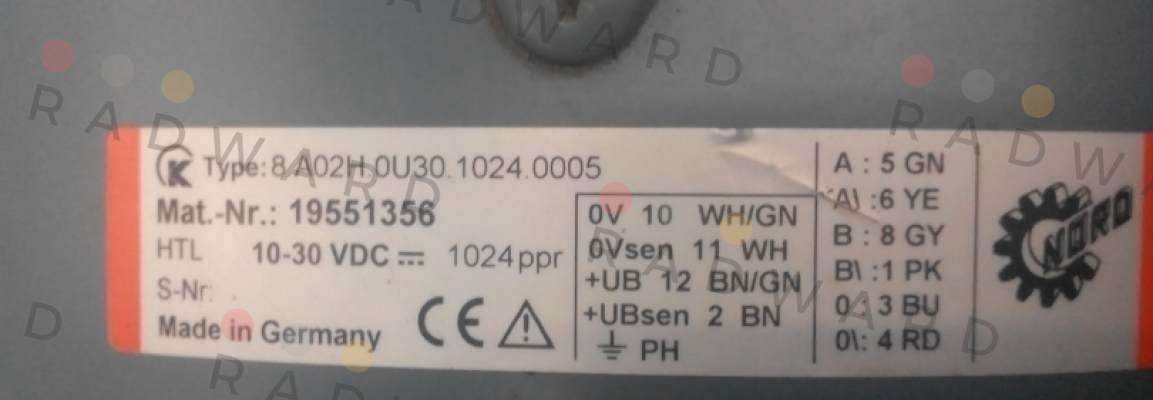 Type: 8.A02H.0U30.1024.0005
Mat.-Nr.: 19551356
HTL 10-30 VDC 1024 ppr
S-Nr:
Made in Germany
CE
0V 10 WH/GN
0Vsen 11 WH
+UB 12 BN/GN
+UBsen 2 BN
PH
A : 5 GN
A\ :6 YE
B : 8 GY
B\ :1 PK
0 : 3 BU
0\: 4 RD
NORD
RADWARD
RADWARD
RADWARD
RADWARD